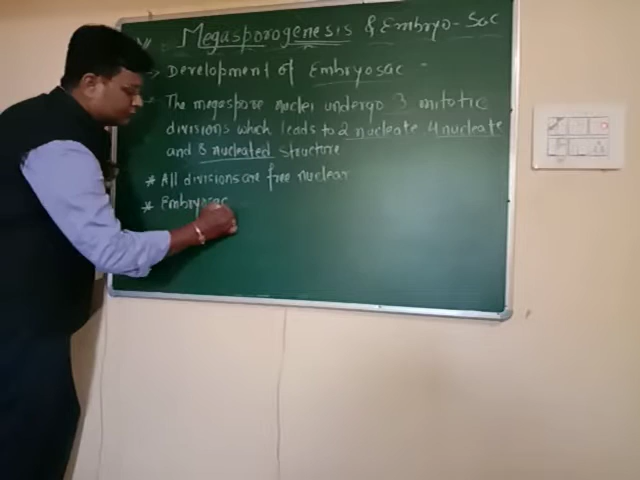 Megasporogenesis & Embryo-Sac
Development of Embryosac -
The megaspore nuclei undergo 3 mitotic
divisions which leads to 2 nucleate 4 nucleate
and 8 nucleated structure
* All divisions are free nuclear
* Embryosac